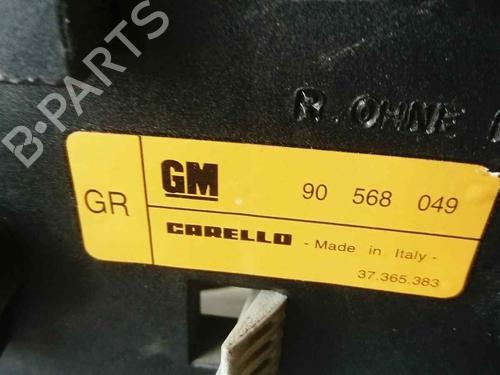 B-PARTS
R. OHNE
GR
GM 90 568 049
CARELLO - Made in Italy -
37.365.383